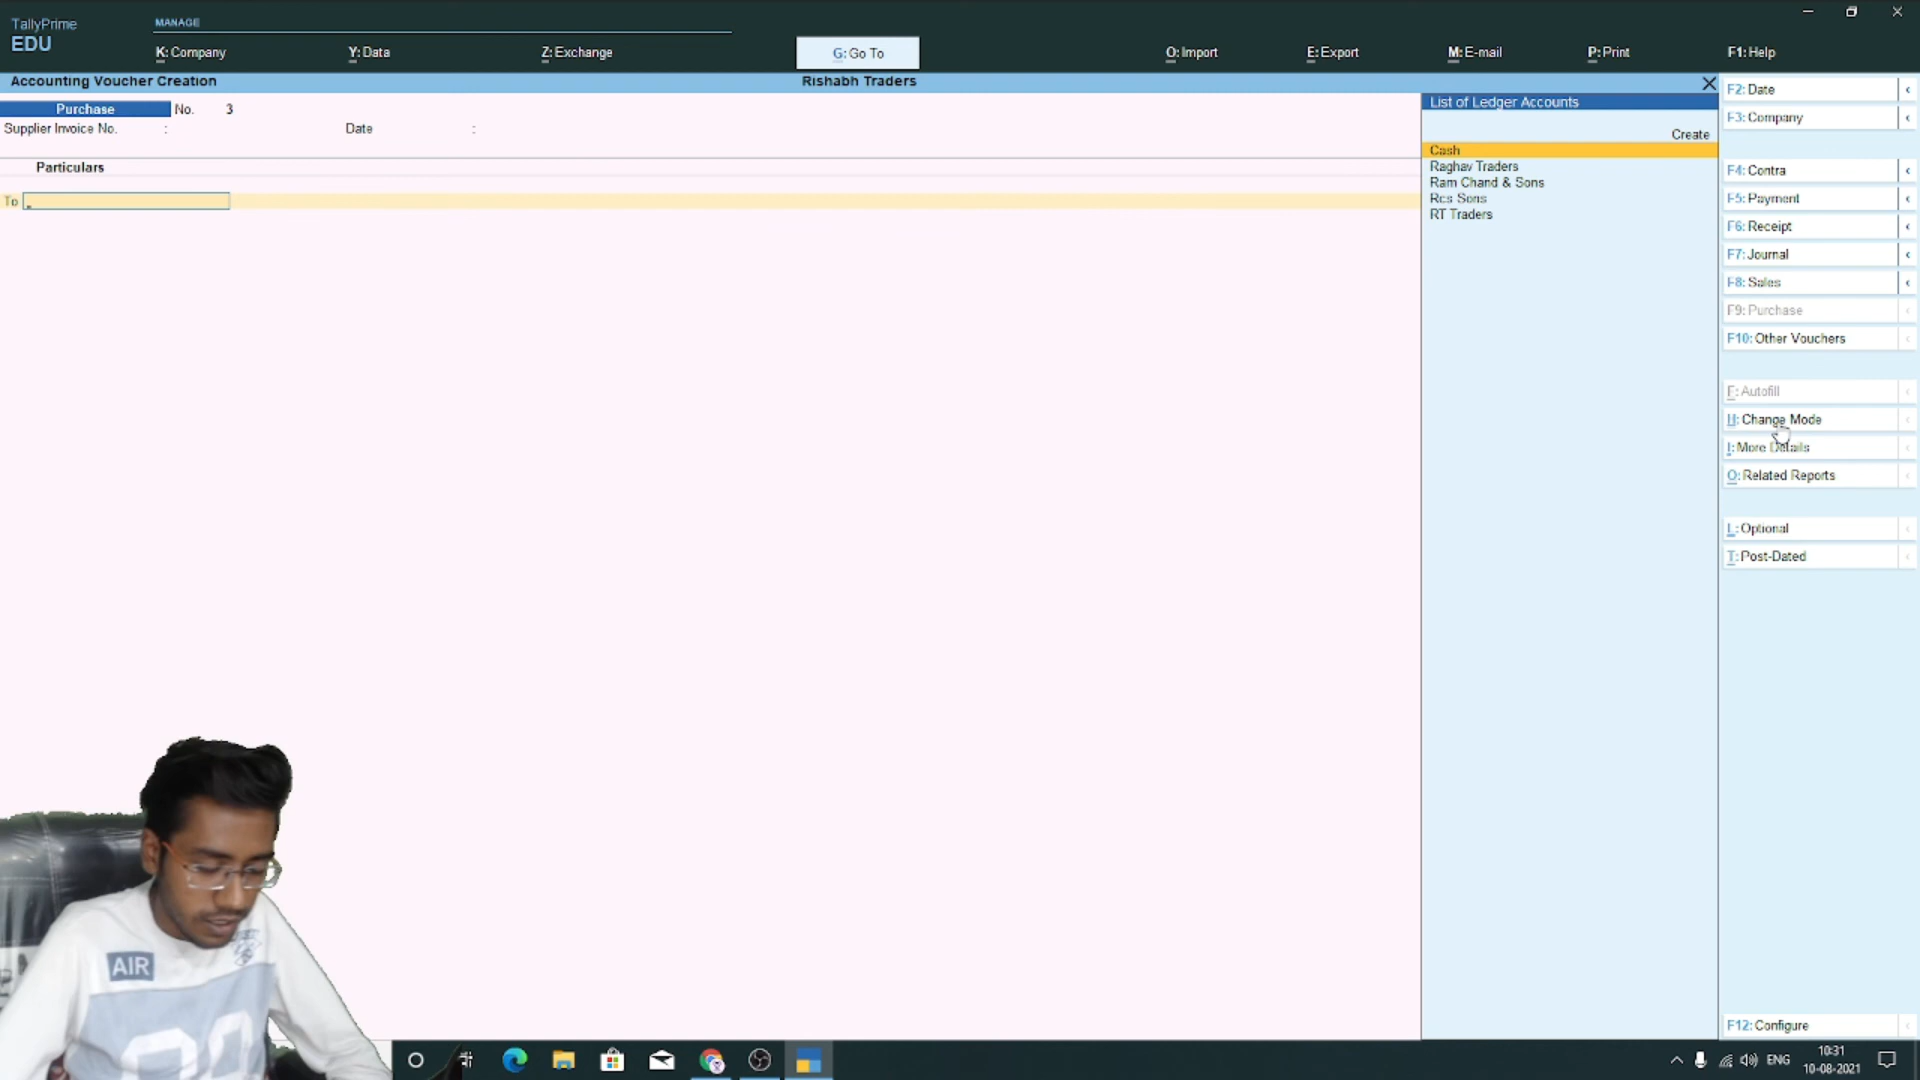 TallyPrime
EDU
MANAGE
K: Company
Y: Data
Z: Exchange
G: Go To
O: Import
E: Export
M: E-mail
P: Print
F1: Help
Accounting Voucher Creation
Rishabh Traders
Purchase No. 3
Supplier Invoice No. :
Date :
Particulars
To
List of Ledger Accounts
Create
Cash
Raghav Traders
Ram Chand & Sons
Rcs Sons
RT Traders
F2: Date
F3: Company
F4: Contra
F5: Payment
F6: Receipt
F7: Journal
F8: Sales
F9: Purchase
F10: Other Vouchers
F: Autofill
H: Change Mode
I: More Details
O: Related Reports
L: Optional
T: Post-Dated
F12: Configure
AIR
ENG
10:31
10-08-2021